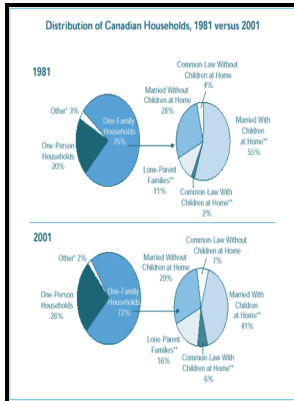 Distribution of Canadian Households, 1981 versus 2001
1981
Common-Law Without
Children at Home
4%
Married Without
Children at Home
28%
Other* 3%
One-Family
Households
76%
Married With
Children
at Home**
55%
One-Person
Households
20%
Lone-Parent
Families**
11%
Common-Law With
Children at Home**
2%
2001
Common-Law Without
Children at Home
7%
Other* 2%
Married Without
Children at Home
29%
One-Person
Households
26%
One-Family
Households
72%
Married With
Children
at Home**
41%
Lone-Parent
Families**
16%
Common-Law With
Children at Home**
6%